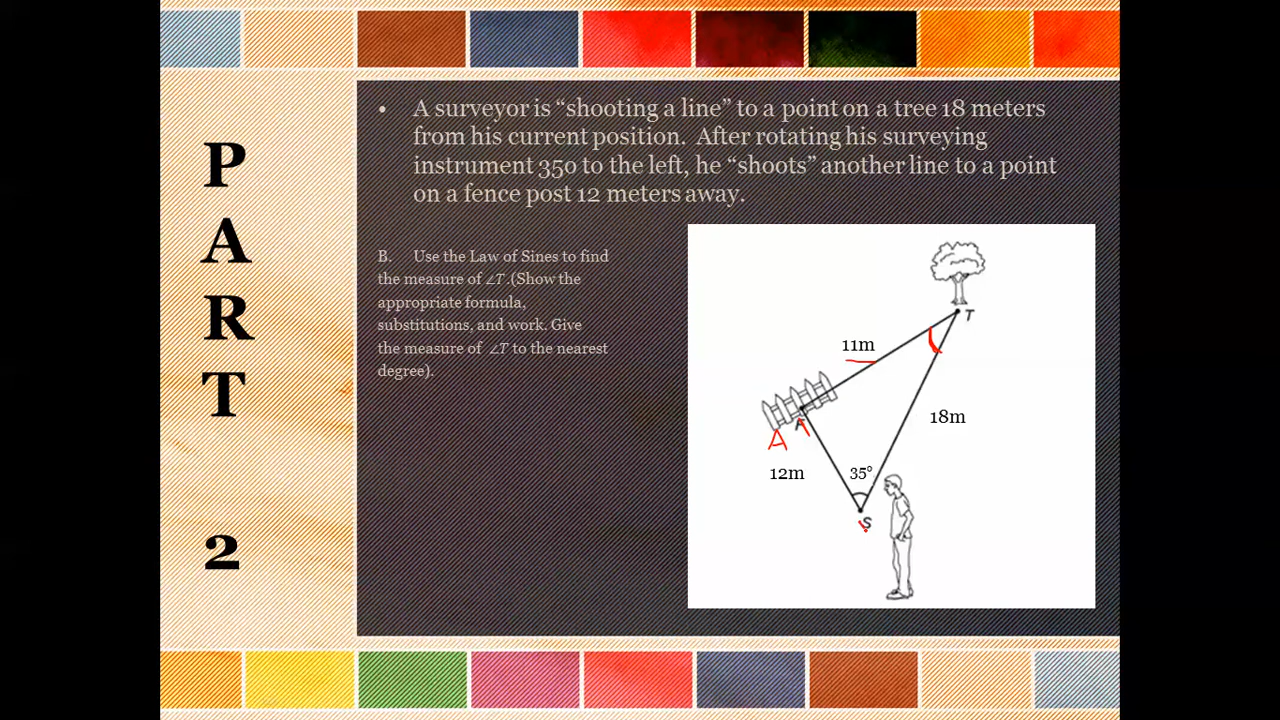 P
A
R
T
2
• A surveyor is “shooting a line” to a point on a tree 18 meters
from his current position. After rotating his surveying
instrument 35o to the left, he “shoots” another line to a point
on a fence post 12 meters away.
B. Use the Law of Sines to find
the measure of ∠T.(Show the
appropriate formula,
substitutions, and work. Give
the measure of ∠T to the nearest
degree).
T
11m
18m
A
12m
35°
S